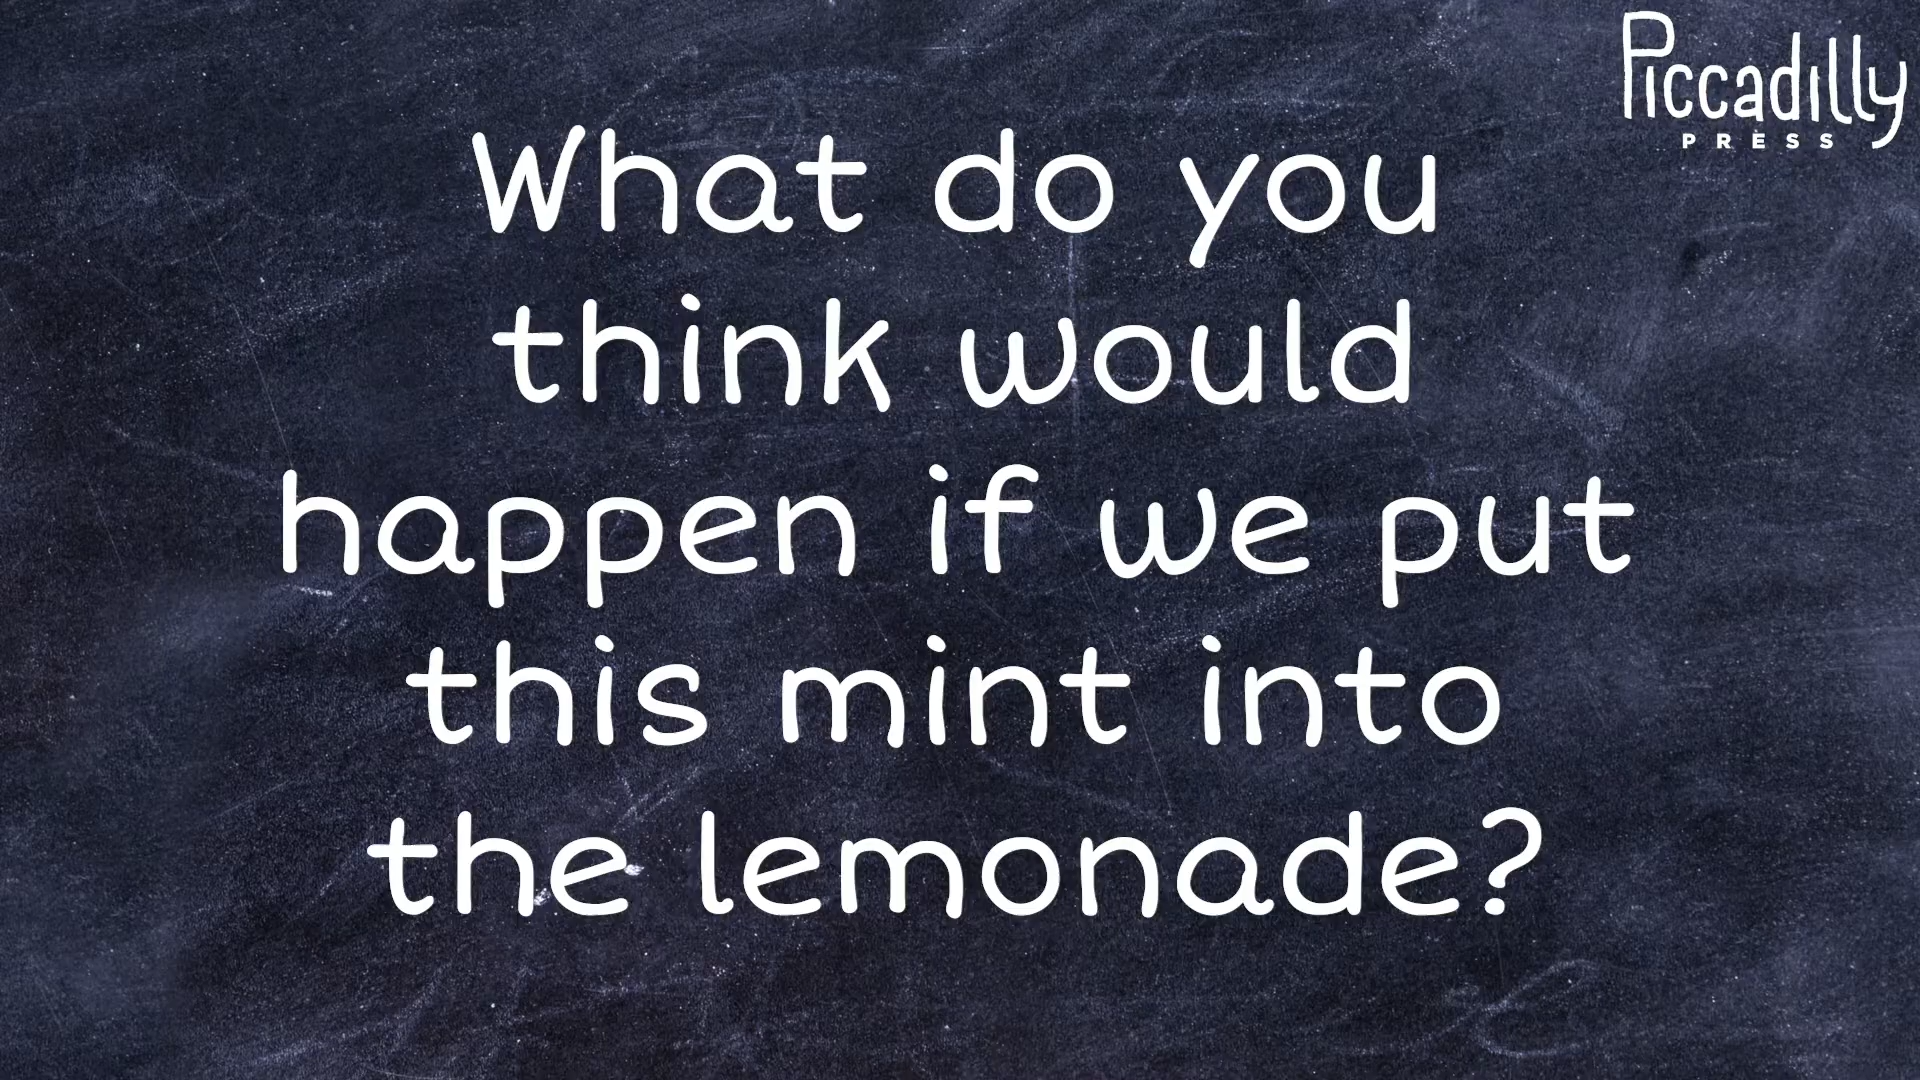 Piccadilly
PRESS
What do you
think would
happen if we put
this mint into
the lemonade?